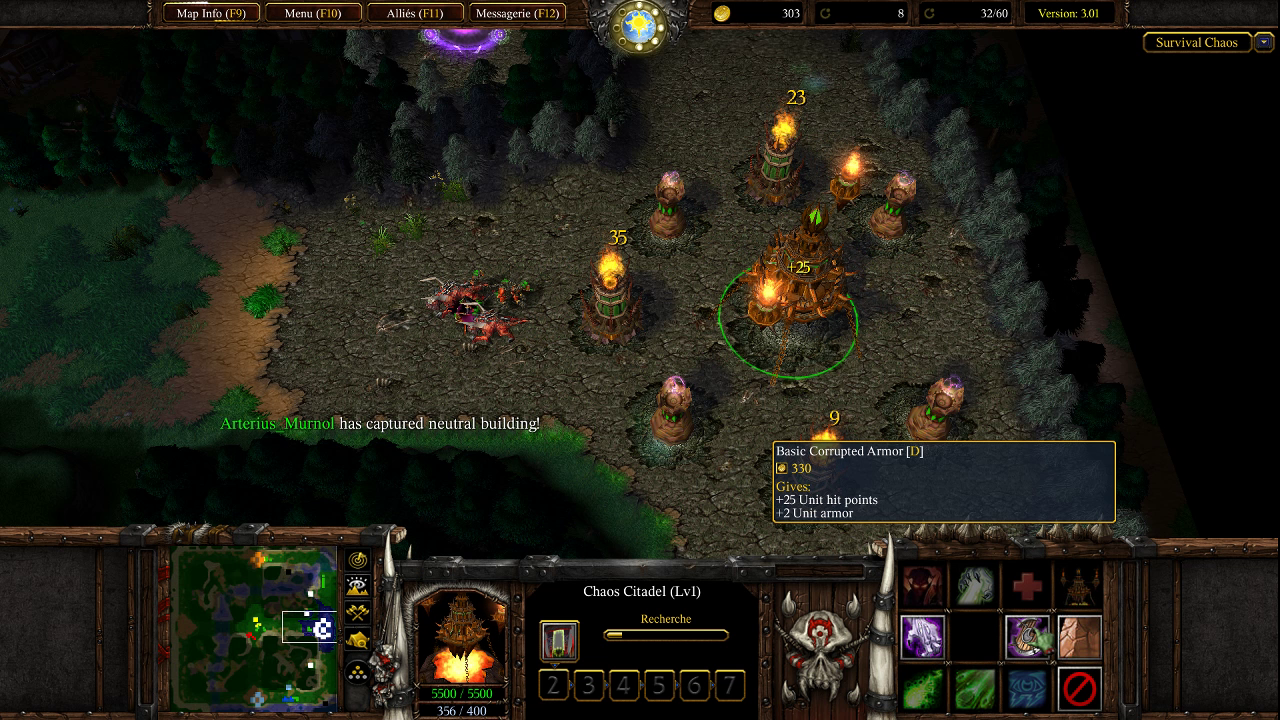 Map Info (F9)
Menu (F10)
Alliés (F11)
Messagerie (F12)
303
8
32/60
Version: 3.01
Survival Chaos
23
35
+25
Arterius_Murnol has captured neutral building!
9
Basic Corrupted Armor [D]
330
Gives:
+25 Unit hit points
+2 Unit armor
Chaos Citadel (Lv1)
Recherche
2 3 4 5 6 7
5500 / 5500
356 / 400